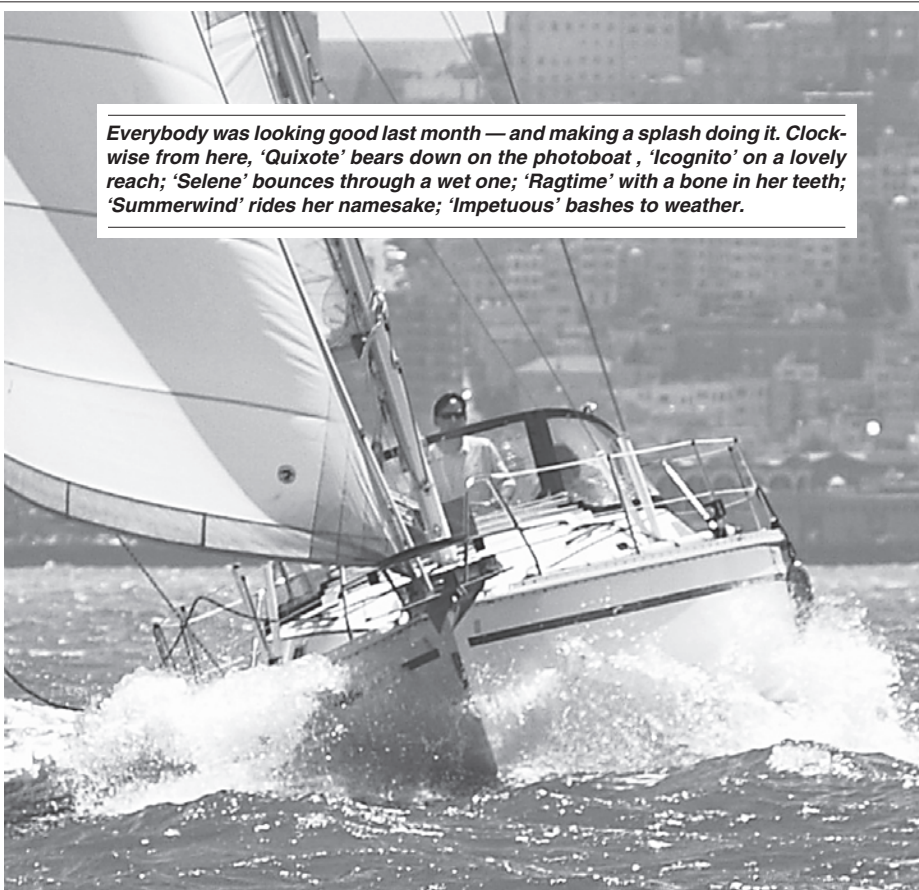 Everybody was looking good last month — and making a splash doing it. Clock-
wise from here, ‘Quixote’ bears down on the photoboat , ‘Icognito’ on a lovely
reach; ‘Selene’ bounces through a wet one; ‘Ragtime’ with a bone in her teeth;
‘Summerwind’ rides her namesake; ‘Impetuous’ bashes to weather.